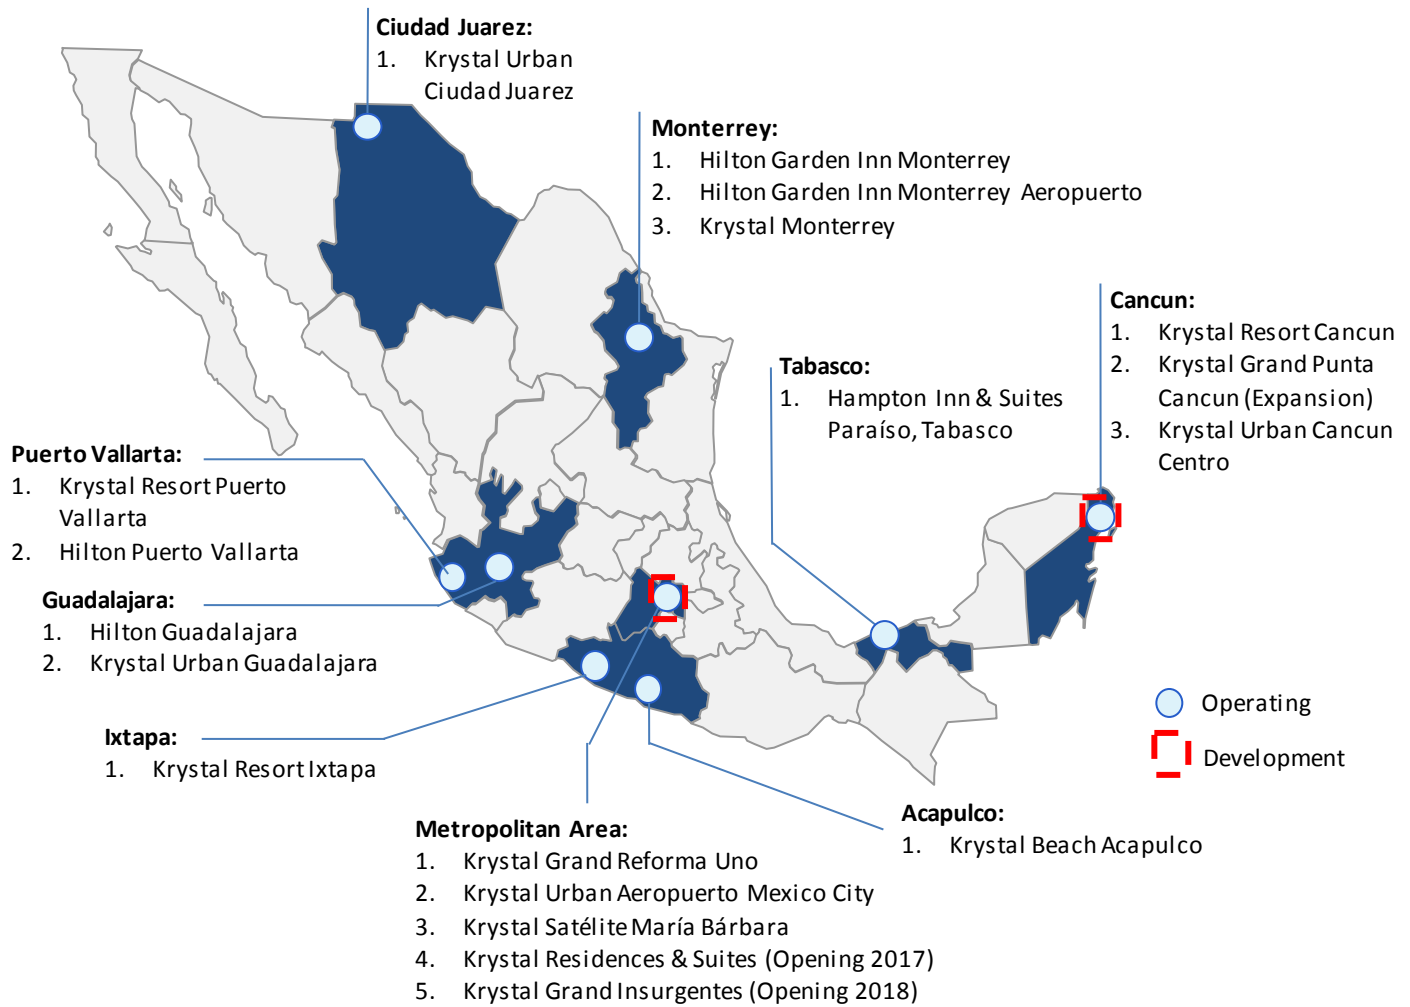 Ciudad Juarez:
1. Krystal Urban
Ciudad Juarez
Monterrey:
1. Hilton Garden Inn Monterrey
2. Hilton Garden Inn Monterrey Aeropuerto
3. Krystal Monterrey
Cancun:
1. Krystal Resort Cancun
2. Krystal Grand Punta
Cancun (Expansion)
3. Krystal Urban Cancun
Centro
Tabasco:
1. Hampton Inn & Suites
Paraíso, Tabasco
Puerto Vallarta:
1. Krystal Resort Puerto
Vallarta
2. Hilton Puerto Vallarta
Guadalajara:
1. Hilton Guadalajara
2. Krystal Urban Guadalajara
Ixtapa:
1. Krystal Resort Ixtapa
Operating
Development
Acapulco:
1. Krystal Beach Acapulco
Metropolitan Area:
1. Krystal Grand Reforma Uno
2. Krystal Urban Aeropuerto Mexico City
3. Krystal Satélite María Bárbara
4. Krystal Residences & Suites (Opening 2017)
5. Krystal Grand Insurgentes (Opening 2018)